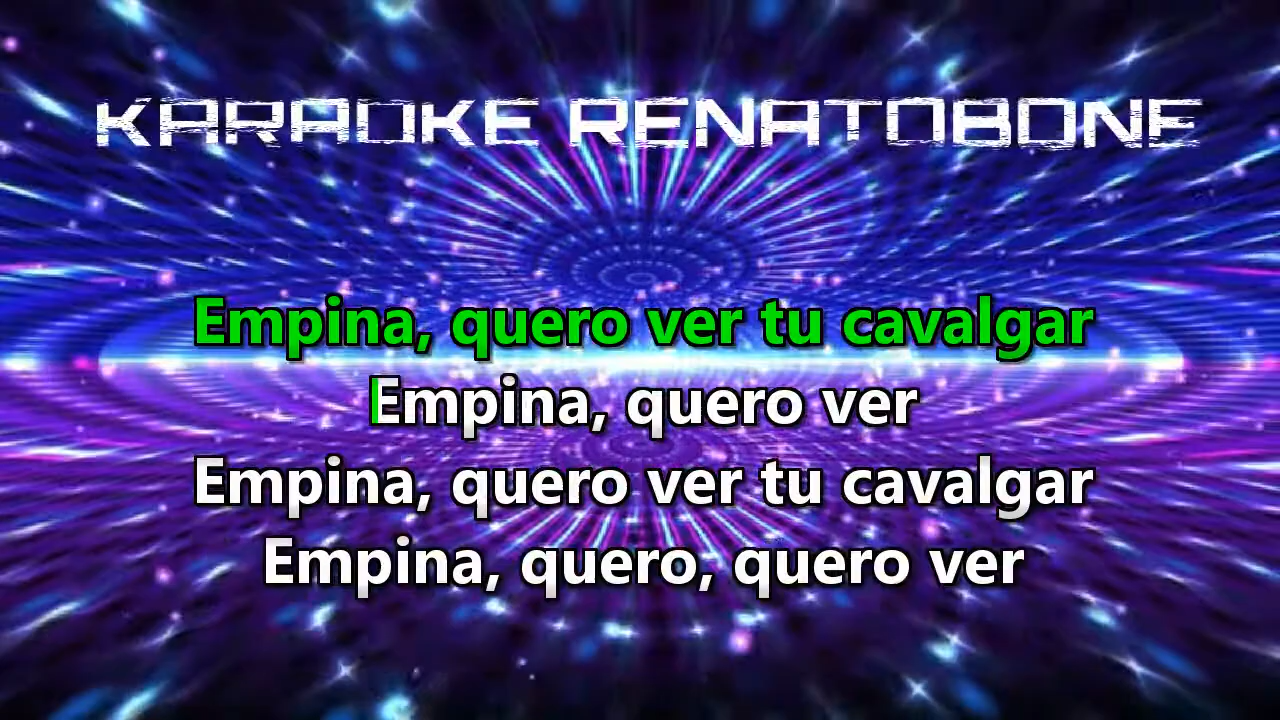 KARAOKE RENATOBONE
Empina, quero ver tu cavalgar
Empina, quero ver
Empina, quero ver tu cavalgar
Empina, quero, quero ver